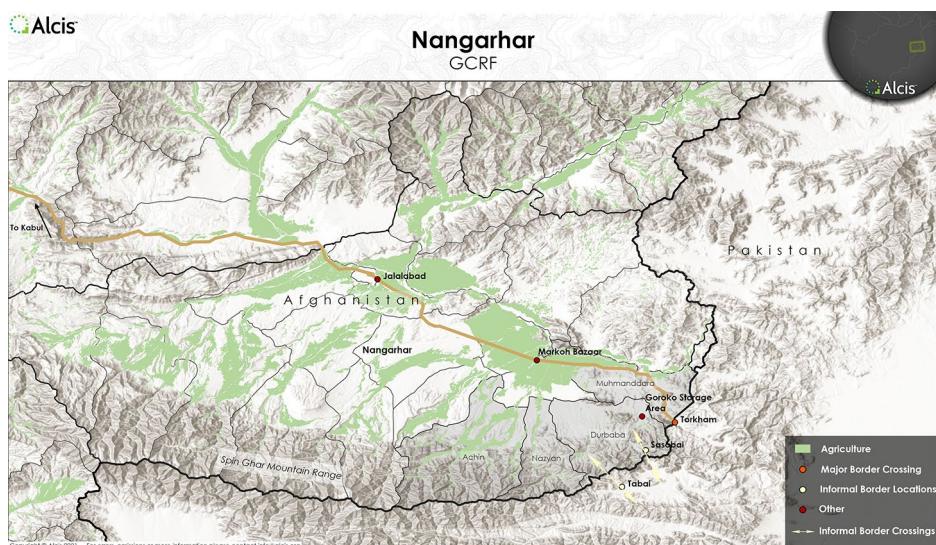 Alcis
Nangarhar
GCRF
Alcis
To Kabul
Pakistan
Jalalabad
Afghanistan
Nangarhar
Markoh Bazaar
Muhmanddara
Goroko Storage
Area
Torkham
Durbaba
Sasobai
Achin
Nazyan
Spin Ghar Mountain Range
Tabai
Agriculture
Major Border Crossing
Informal Border Locations
Other
Informal Border Crossings